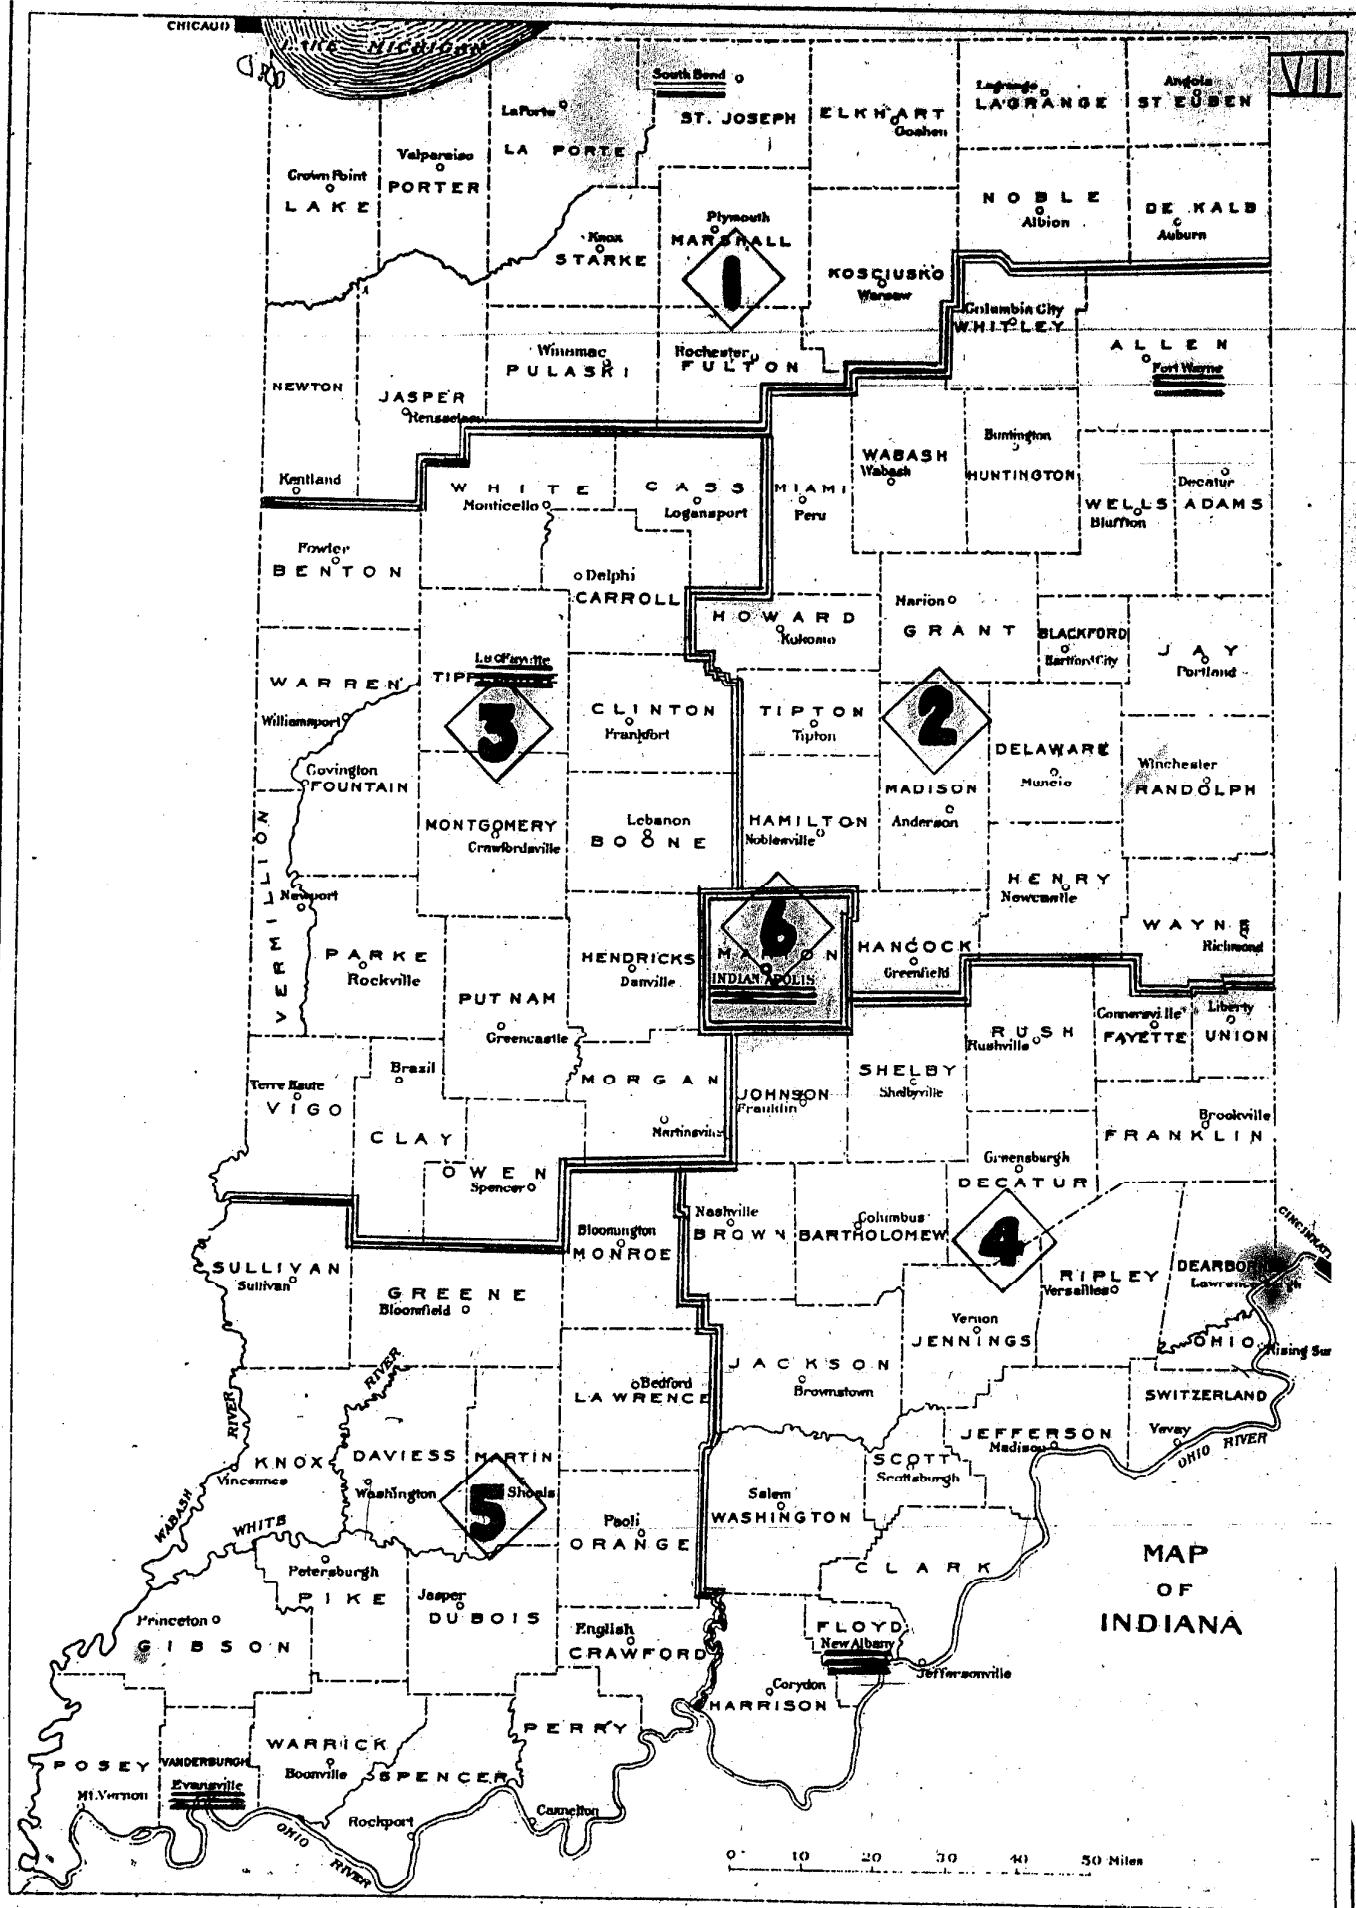 CHICAGO
LAKE MICHIGAN
VII
South Bend
ST. JOSEPH
LaPorte
LA PORTE
ELKHART
Goshen
Lagrange
LAGRANGE
Angola
STEUBEN
Valparaiso
PORTER
Crown Point
LAKE
NOBLE
Albion
DE KALB
Auburn
Plymouth
MARSHALL
Knox
STARKE
1
KOSCIUSKO
Warsaw
Columbia City
WHITLEY
ALLEN
Fort Wayne
Winamac
PULASKI
Rochester
FULTON
NEWTON
JASPER
Rensselaer
Kentland
WHITE
Monticello
CASS
Logansport
MIAMI
Peru
WABASH
Wabash
Huntington
HUNTINGTON
WELLS
Bluffton
Decatur
ADAMS
Fowler
BENTON
Delphi
CARROLL
HOWARD
Kokomo
Marion
GRANT
BLACKFORD
Hartford City
JAY
Portland
WARREN
Williamsport
LaFayette
3
CLINTON
Frankfort
TIPTON
Tipton
2
MADISON
Anderson
DELAWARE
Muncie
Winchester
RANDOLPH
Covington
FOUNTAIN
VERMILLION
Newport
MONTGOMERY
Crawfordsville
Lebanon
BOONE
HAMILTON
Noblesville
HENRY
Newcastle
WAYNE
Richmond
PARKE
Rockville
PUTNAM
Greencastle
HENDRICKS
Danville
6
MARION
INDIANAPOLIS
HANCOCK
Greenfield
RUSH
Rushville
Connersville
FAYETTE
Liberty
UNION
Brazil
CLAY
Terre Haute
VIGO
MORGAN
Martinsville
JOHNSON
Franklin
SHELBY
Shelbyville
Brookville
FRANKLIN
OWEN
Spencer
Greensburgh
DECATUR
4
Bloomington
MONROE
Nashville
BROWN
Columbus
BARTHOLOMEW
CINCINNATI
SULLIVAN
Sullivan
GREENE
Bloomfield
RIPLEY
Versailles
DEARBORN
Lawrenceburgh
Vernon
JENNINGS
OHIO
Rising Sun
JACKSON
Brownstown
Bedford
LAWRENCE
SWITZERLAND
Vevay
OHIO RIVER
JEFFERSON
Madison
SCOTT
Scottsburgh
RIVER
RIVER
KNOX
Vincennes
DAVIESS
Washington
MARTIN
Shoals
5
Salem
WASHINGTON
Paoli
ORANGE
CLARK
WABASH
WHITE
Petersburgh
PIKE
Princeton
GIBSON
Jasper
DUBOIS
English
CRAWFORD
FLOYD
New Albany
Jeffersonville
Corydon
HARRISON
PERRY
POSEY
Mt. Vernon
VANDERBURGH
Evansville
WARRICK
Boonville
SPENCER
Rockport
Cannelton
OHIO
RIVER
MAP
OF
INDIANA
0 10 20 30 40 50 Miles